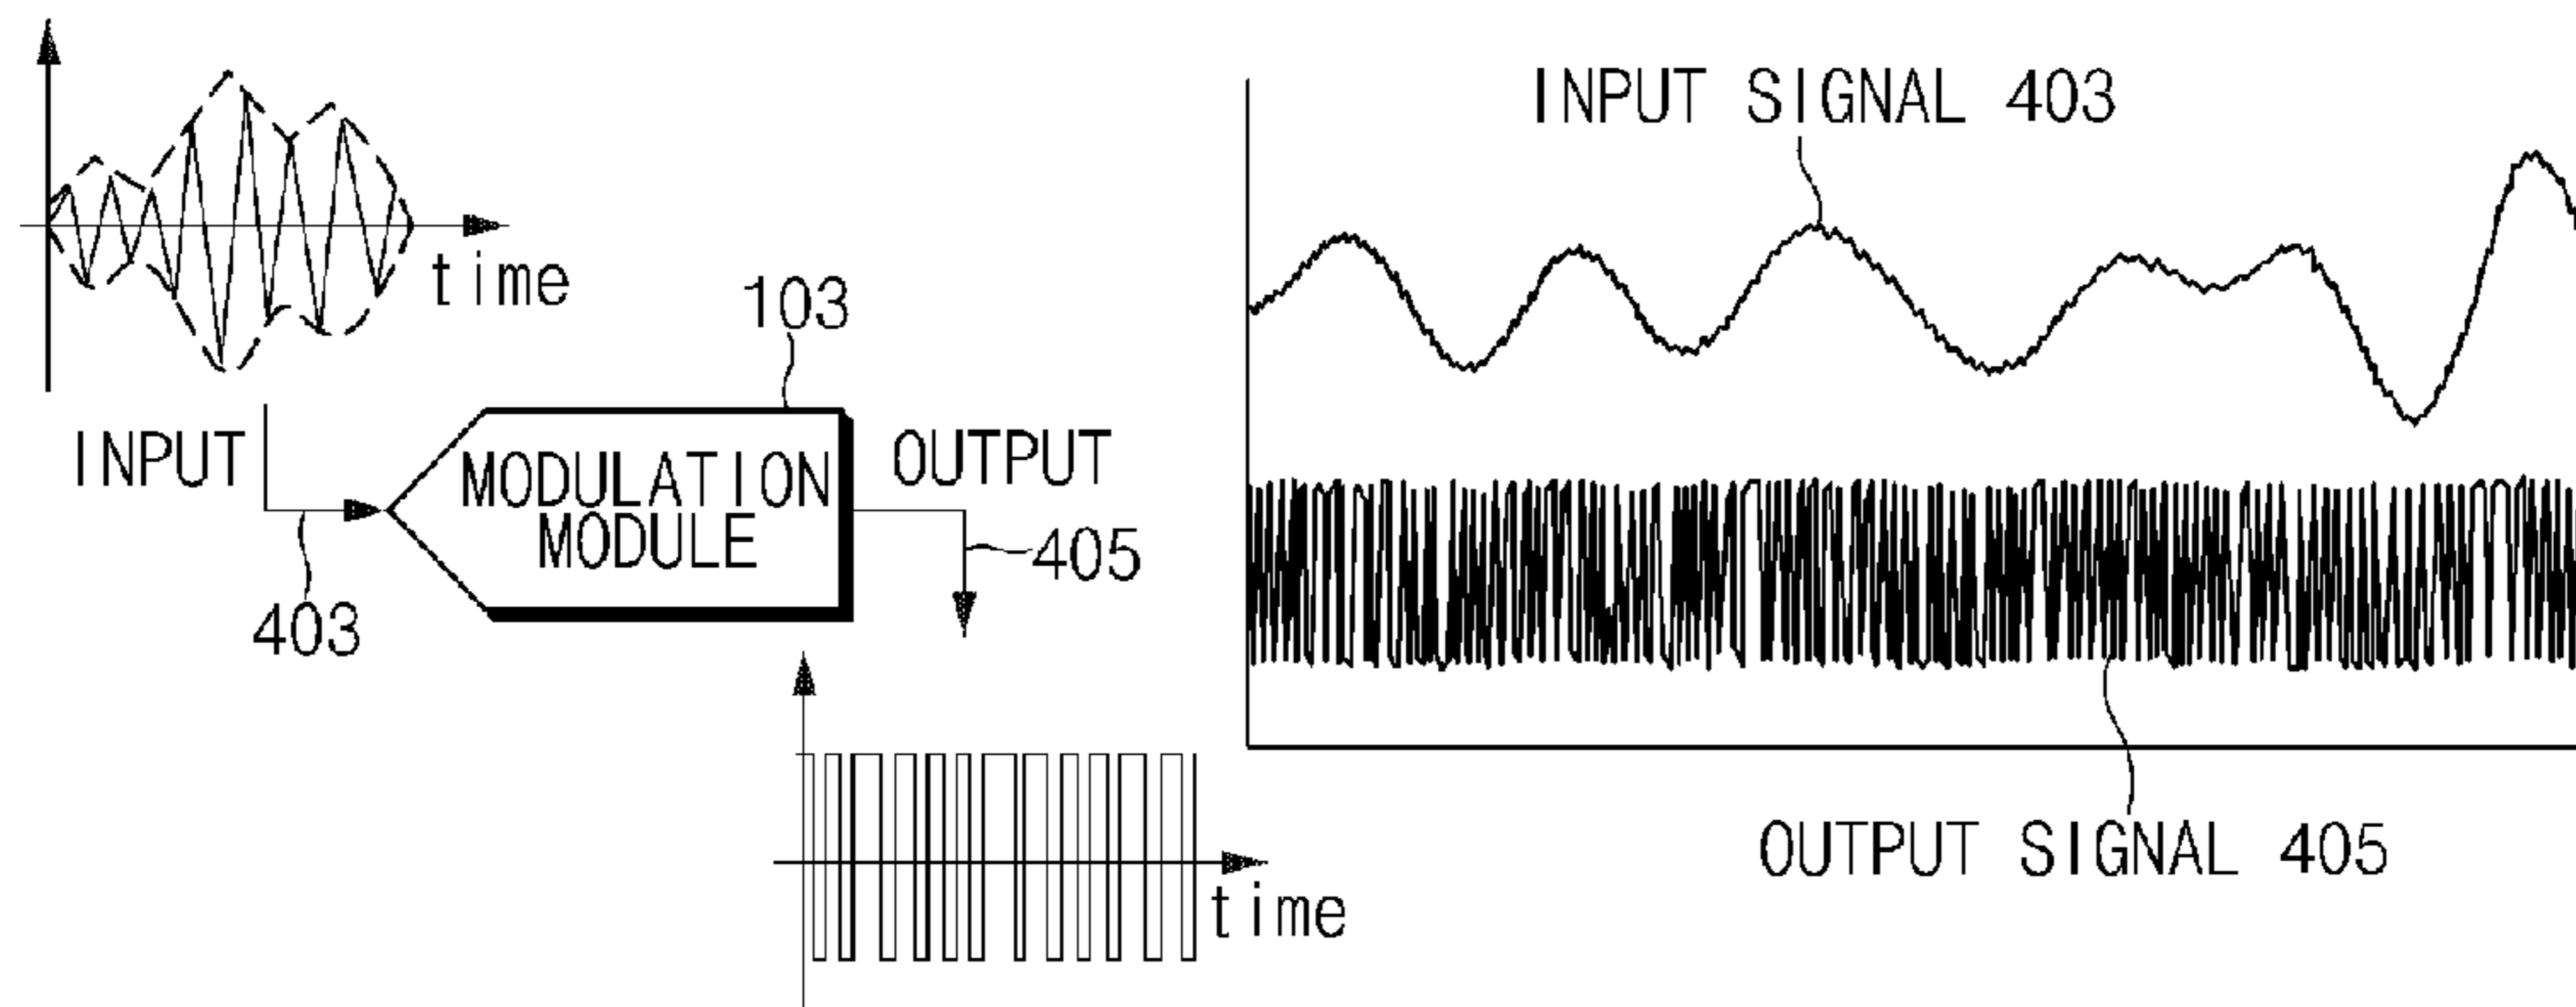 time
103
INPUT
MODULATION
MODULE
OUTPUT
405
403
time
INPUT SIGNAL 403
OUTPUT SIGNAL 405